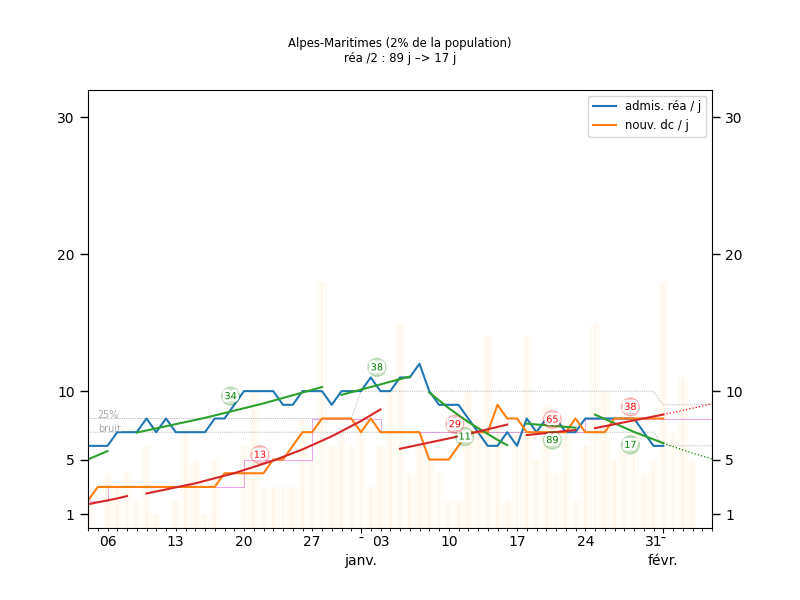 Alpes-Maritimes (2% de la population)
réa /2 : 89 j –> 17 j
admis. réa / j
nouv. dc / j
30 30
20 20
10 10
5 5
1 1
25%
bruit
34
38
13
29
11
65
89
38
17
06 13 20 27 - 03 10 17 24 31-
janv. févr.